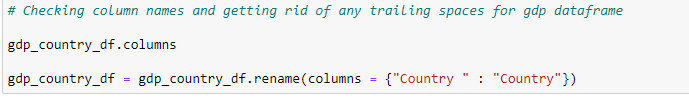 # Checking column names and getting rid of any trailing spaces for gdp dataframe
gdp_country_df.columns
gdp_country_df = gdp_country_df.rename(columns = {"Country " : "Country"})